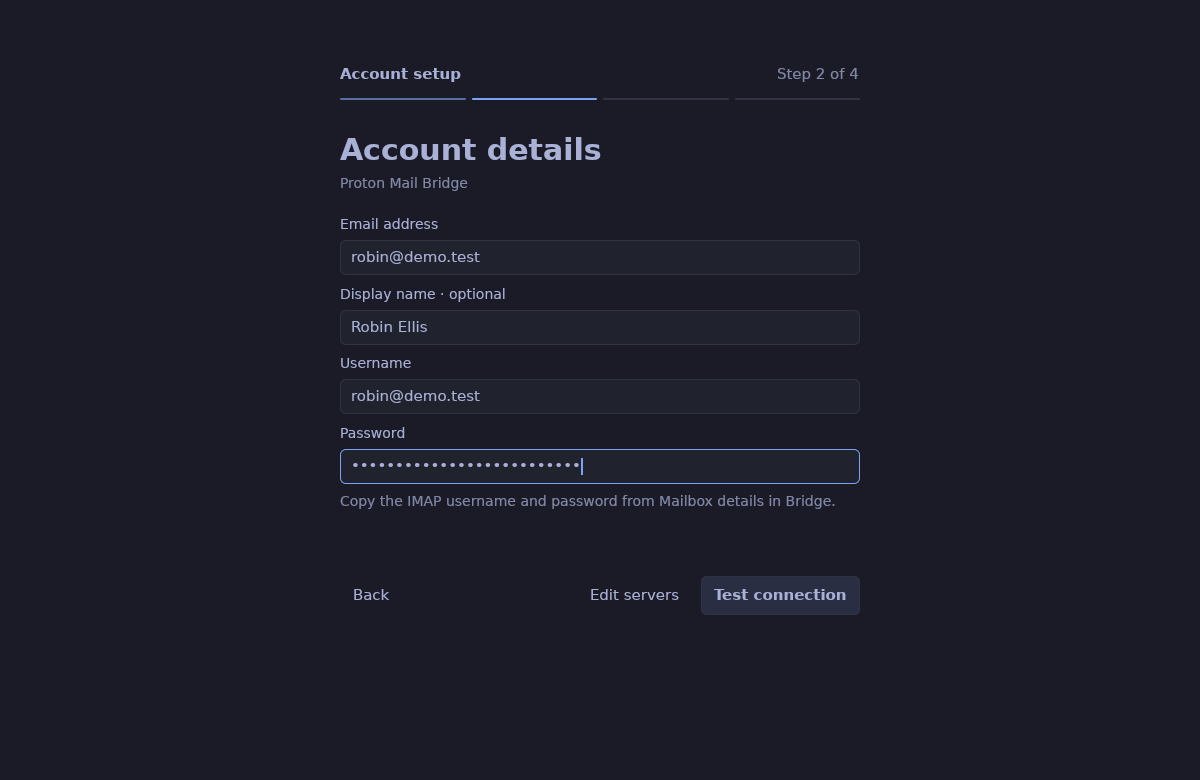 Account setup
Step 2 of 4
Account details
Proton Mail Bridge
Email address
robin@demo.test
Display name · optional
Robin Ellis
Username
robin@demo.test
Password
••••••••••••••••••••••••••
Copy the IMAP username and password from Mailbox details in Bridge.
Back
Edit servers
Test connection